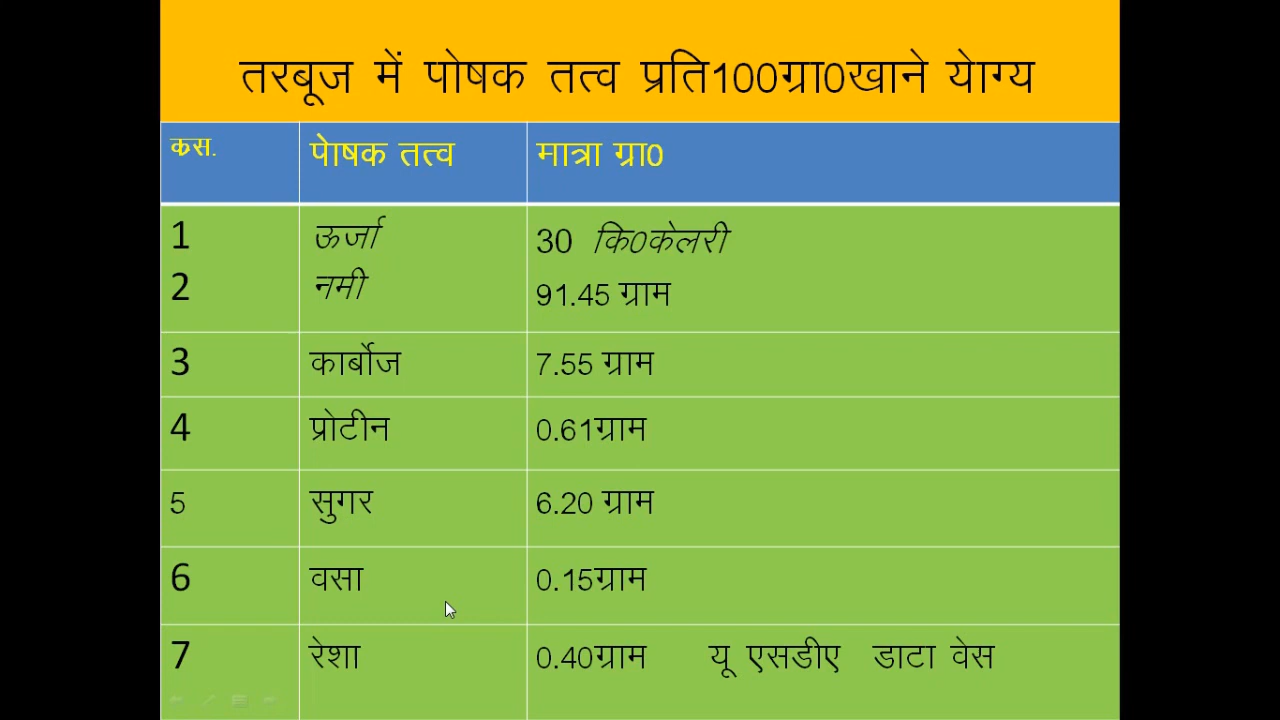 तरबूज में पोषक तत्व प्रति100ग्रा0खाने येाग्य
कस. पेाषक तत्व मात्रा ग्रा0
1 ऊर्जा 30 कि0केलरी
2 नमी 91.45 ग्राम
3 कार्बोज 7.55 ग्राम
4 प्रोटीन 0.61ग्राम
5 सुगर 6.20 ग्राम
6 वसा 0.15ग्राम
7 रेशा 0.40ग्राम यू एसडीए डाटा वेस